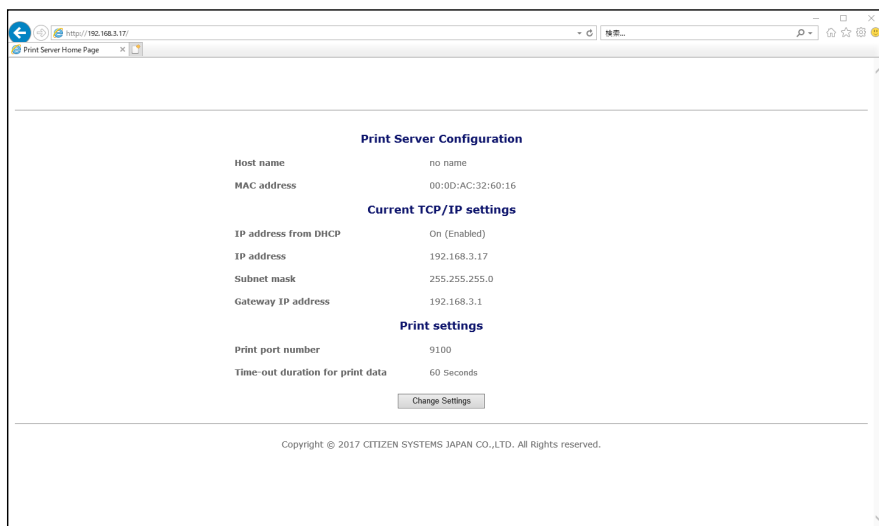 http://192.168.3.17/
検索...
Print Server Home Page
Print Server Configuration
Host name no name
MAC address 00:0D:AC:32:60:16
Current TCP/IP settings
IP address from DHCP On (Enabled)
IP address 192.168.3.17
Subnet mask 255.255.255.0
Gateway IP address 192.168.3.1
Print settings
Print port number 9100
Time-out duration for print data 60 Seconds
Change Settings
Copyright © 2017 CITIZEN SYSTEMS JAPAN CO.,LTD. All Rights reserved.